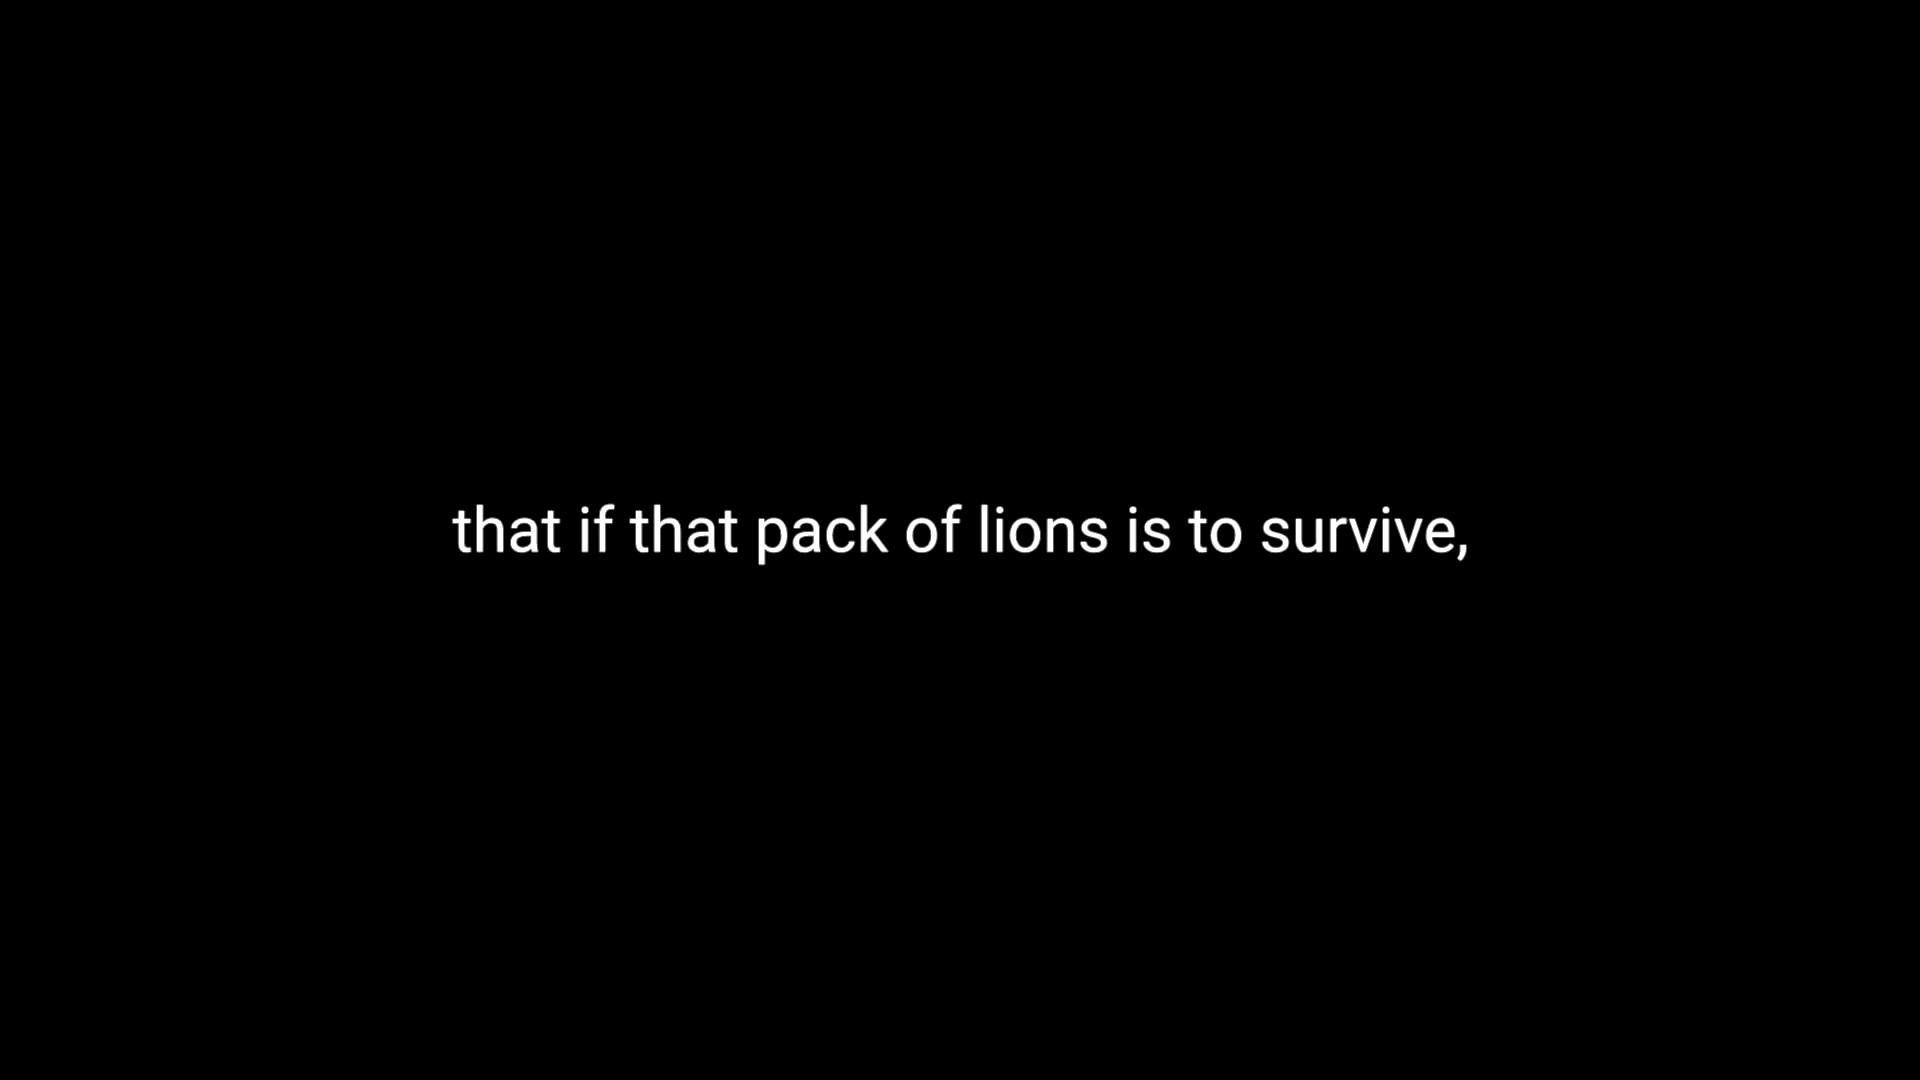 that if that pack of lions is to survive,